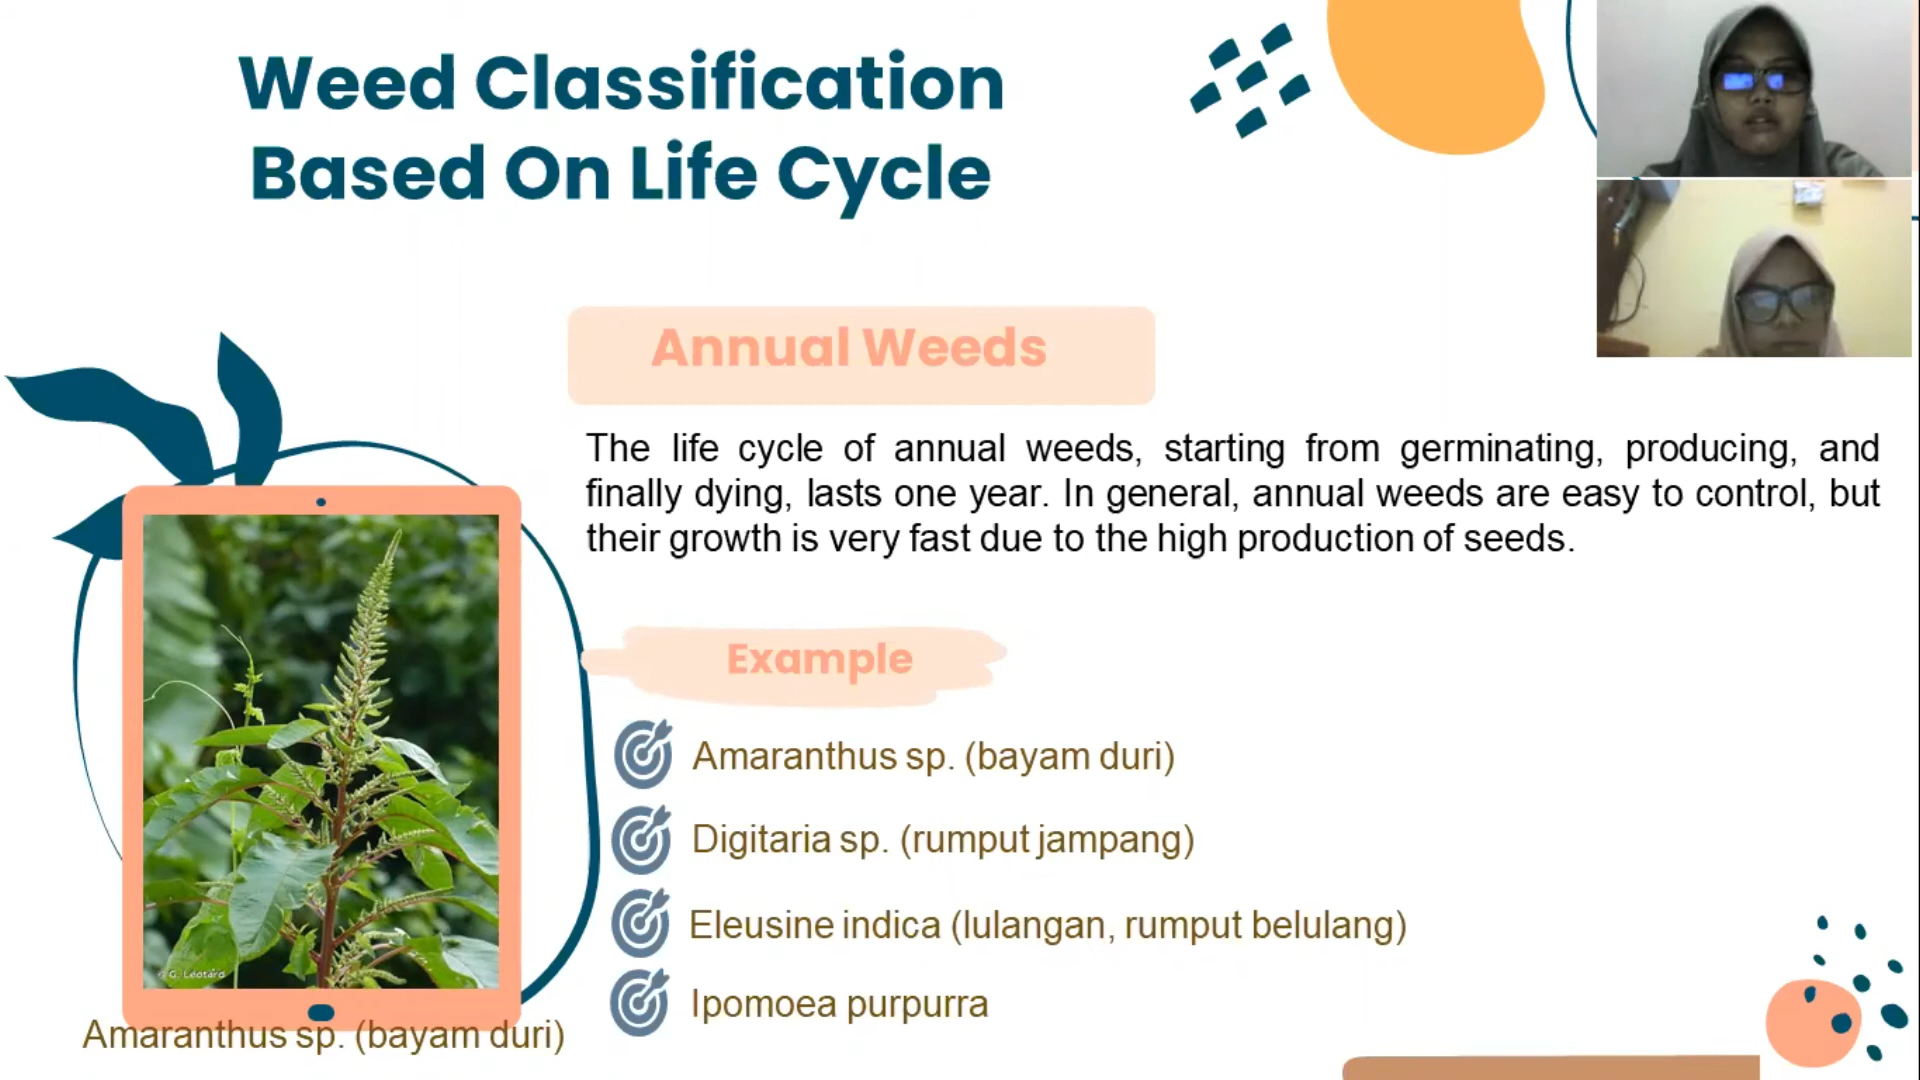 Weed Classification
Based On Life Cycle
Annual Weeds
The life cycle of annual weeds, starting from germinating, producing, and
finally dying, lasts one year. In general, annual weeds are easy to control, but
their growth is very fast due to the high production of seeds.
Example
Amaranthus sp. (bayam duri)
Digitaria sp. (rumput jampang)
Eleusine indica (lulangan, rumput belulang)
Ipomoea purpurra
© G. Léotard
Amaranthus sp. (bayam duri)